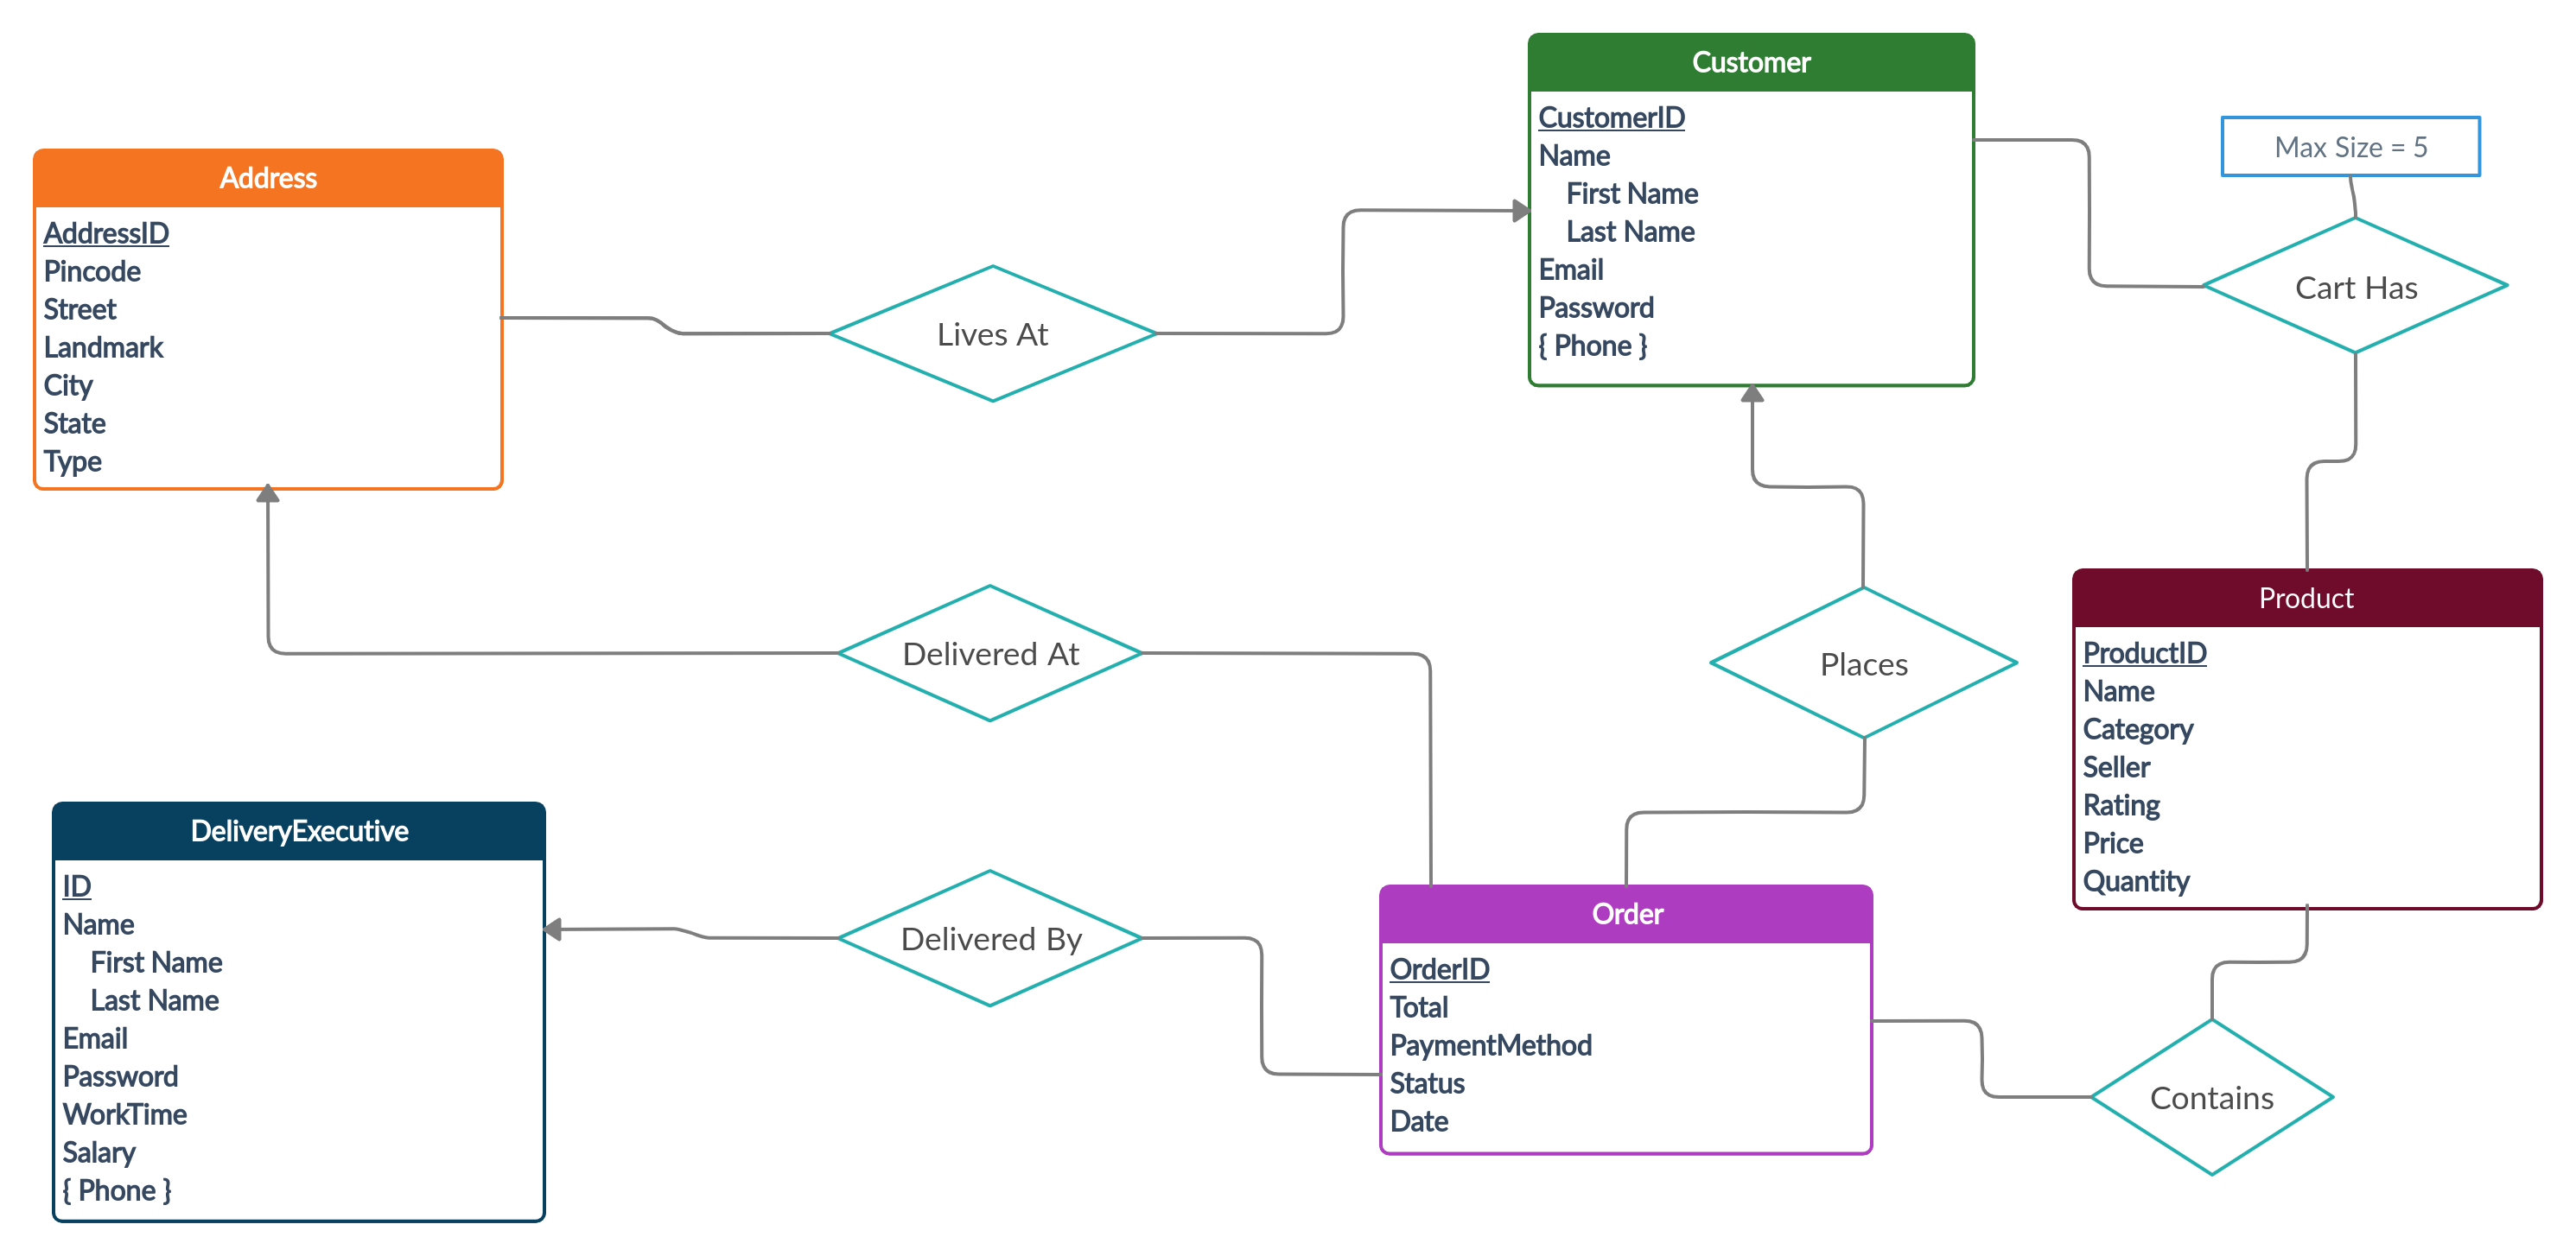 Customer
CustomerID
Name
First Name
Last Name
Email
Password
{ Phone }
Max Size = 5
Cart Has
Address
AddressID
Pincode
Street
Landmark
City
State
Type
Lives At
Delivered At
Places
Product
ProductID
Name
Category
Seller
Rating
Price
Quantity
DeliveryExecutive
ID
Name
First Name
Last Name
Email
Password
WorkTime
Salary
{ Phone }
Delivered By
Order
OrderID
Total
PaymentMethod
Status
Date
Contains